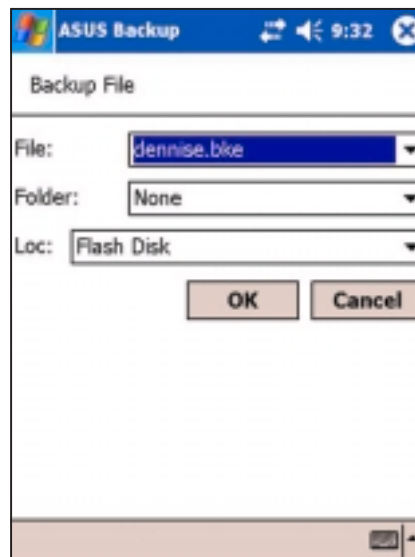 ASUS Backup 9:32
Backup File
File: dennise.bke
Folder: None
Loc: Flash Disk
OK Cancel